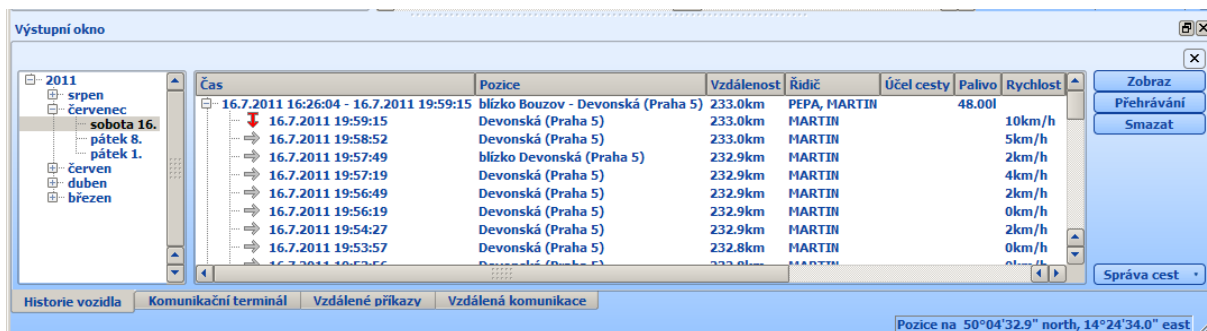 Výstupní okno
2011
srpen
červenec
sobota 16.
pátek 8.
pátek 1.
červen
duben
březen
Čas Pozice Vzdálenost Řidič Účel cesty Palivo Rychlost
16.7.2011 16:26:04 - 16.7.2011 19:59:15 blízko Bouzov - Devonská (Praha 5) 233.0km PEPA, MARTIN 48.00l
16.7.2011 19:59:15 Devonská (Praha 5) 233.0km MARTIN 10km/h
16.7.2011 19:58:52 Devonská (Praha 5) 233.0km MARTIN 5km/h
16.7.2011 19:57:49 blízko Devonská (Praha 5) 232.9km MARTIN 2km/h
16.7.2011 19:57:19 Devonská (Praha 5) 232.9km MARTIN 4km/h
16.7.2011 19:56:49 Devonská (Praha 5) 232.9km MARTIN 2km/h
16.7.2011 19:56:19 Devonská (Praha 5) 232.9km MARTIN 0km/h
16.7.2011 19:54:27 Devonská (Praha 5) 232.9km MARTIN 2km/h
16.7.2011 19:53:57 Devonská (Praha 5) 232.8km MARTIN 0km/h
Zobraz
Přehrávání
Smazat
Správa cest
Historie vozidla Komunikační terminál Vzdálené příkazy Vzdálená komunikace
Pozice na 50°04'32.9" north, 14°24'34.0" east